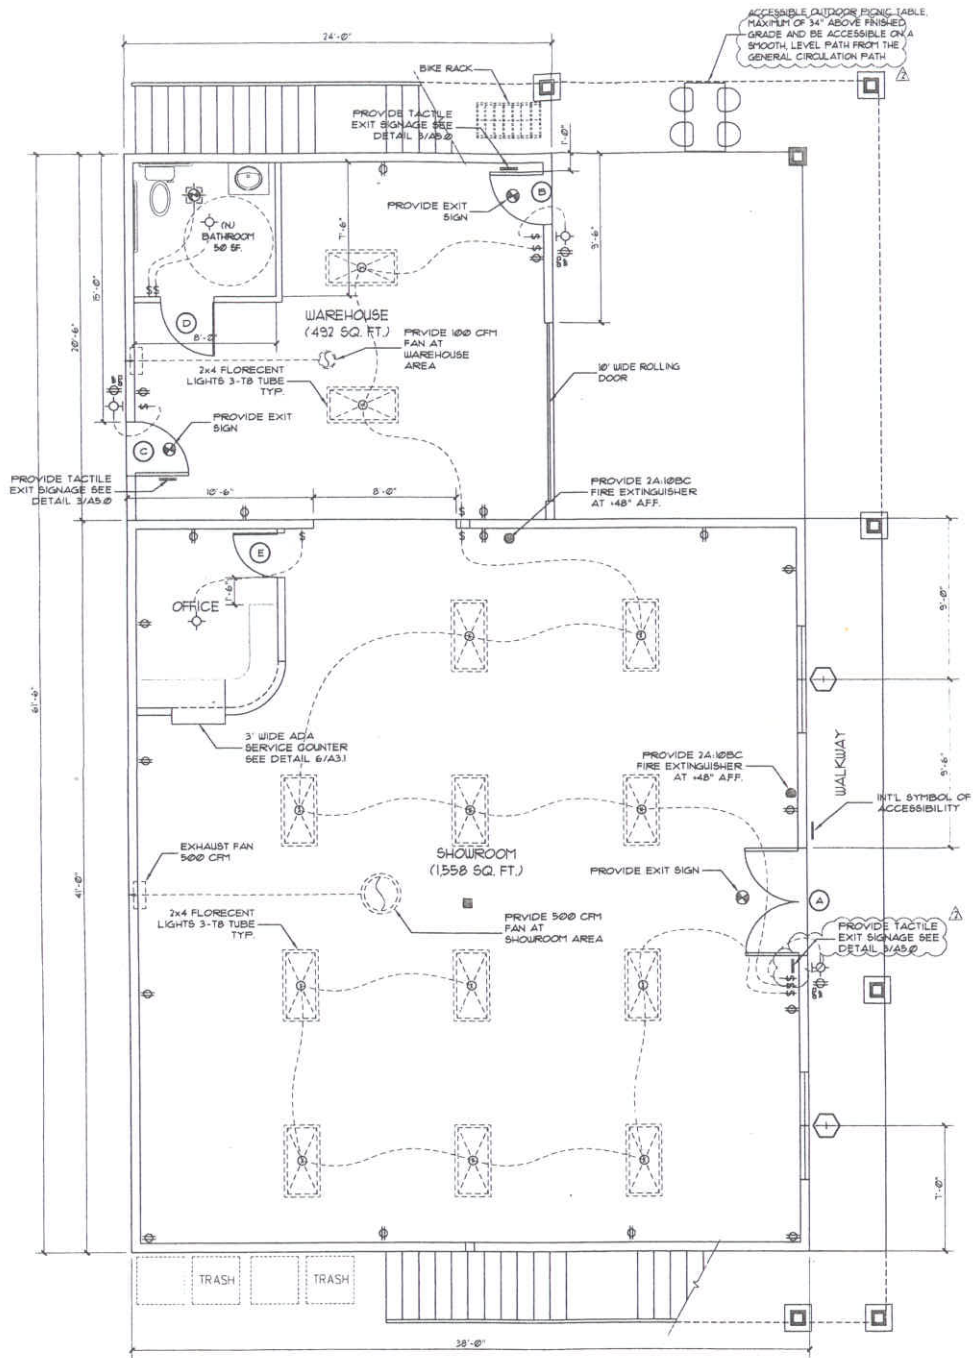 ACCESSIBLE OUTDOOR PICNIC TABLE,
MAXIMUM OF 34" ABOVE FINISHED
GRADE AND BE ACCESSIBLE ON A
SMOOTH, LEVEL PATH FROM THE
GENERAL CIRCULATION PATH
2
24'-0"
BIKE RACK
PROVIDE TACTILE
EXIT SIGNAGE SEE
DETAIL 3/A5.0
1'-0"
PROVIDE EXIT
SIGN
B
(N)
BATHROOM
50 SF.
7'-6"
9'-6"
15'-0"
20'-6"
WAREHOUSE
(492 SQ. FT.)
D
8'-0"
PRVIDE 100 CFM
FAN AT
WAREHOUSE
AREA
2x4 FLORECENT
LIGHTS 3-T8 TUBE
TYP.
10' WIDE ROLLING
DOOR
PROVIDE EXIT
SIGN
C
PROVIDE TACTILE
EXIT SIGNAGE SEE
DETAIL 3/A5.0
10'-6"
8'-0"
PROVIDE 2A:10BC
FIRE EXTINGUISHER
AT +48" A.F.F.
E
OFFICE
1'-6"
9'-0"
61'-6"
3' WIDE ADA
SERVICE COUNTER
SEE DETAIL 6/A3.1
PROVIDE 2A:10BC
FIRE EXTINGUISHER
AT +48" A.F.F.
WALKWAY
9'-6"
INT'L SYMBOL OF
ACCESSIBILITY
EXHAUST FAN
500 CFM
SHOWROOM
(1,558 SQ. FT.)
PROVIDE EXIT SIGN
A
41'-0"
2x4 FLORECENT
LIGHTS 3-T8 TUBE
TYP.
PRVIDE 500 CFM
FAN AT
SHOWROOM AREA
PROVIDE TACTILE
EXIT SIGNAGE SEE
DETAIL 3/A5.0
2
7'-0"
TRASH
TRASH
38'-0"